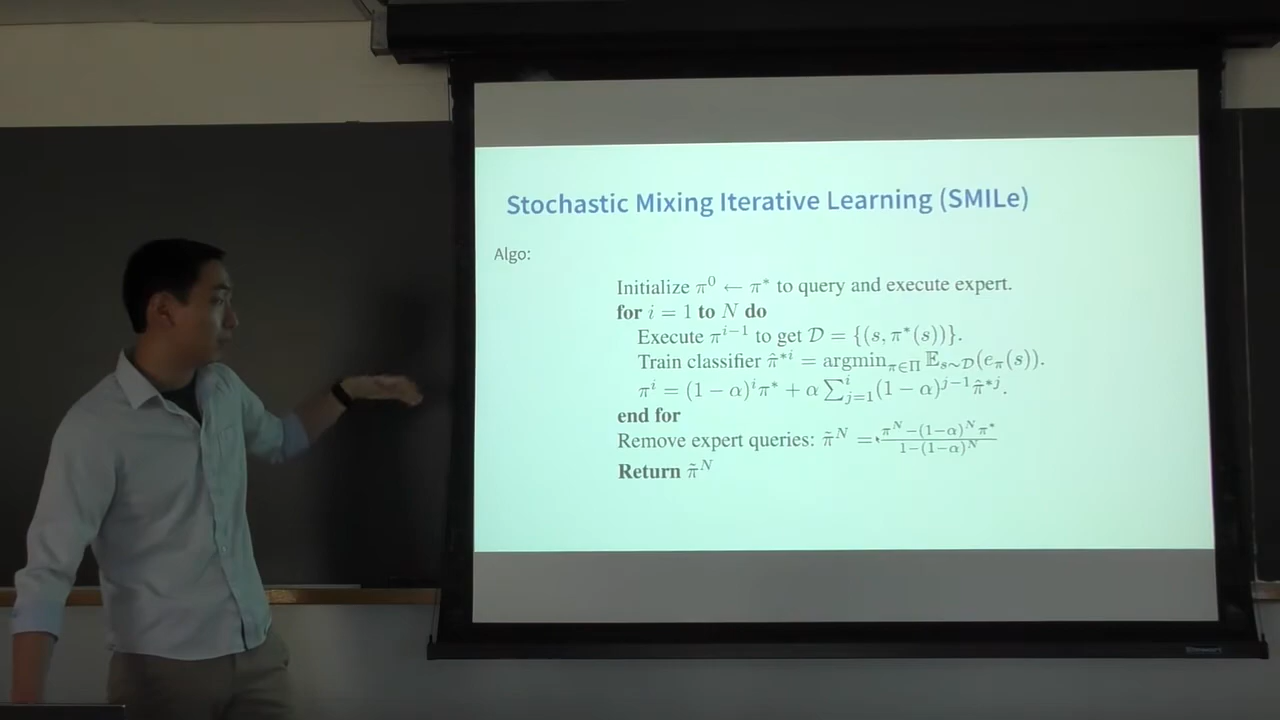 Stochastic Mixing Iterative Learning (SMILe)
Algo:
Initialize π⁰ ← π* to query and execute expert.
for i = 1 to N do
Execute πⁱ⁻¹ to get 𝒟 = {(s, π*(s))}.
Train classifier π̂*ⁱ = argmin_{π∈Π} 𝔼_{s∼𝒟}(e_π(s)).
πⁱ = (1 − α)ⁱπ* + α ∑_{j=1}^{i}(1 − α)^{j−1}π̂*ʲ.
end for
Remove expert queries: π̃ᴺ = (πᴺ−(1−α)ᴺπ*)/(1−(1−α)ᴺ)
Return π̃ᴺ
Stewart